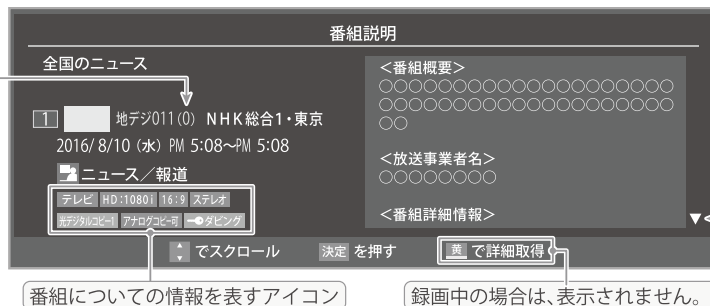 番組説明
全国のニュース
1 地デジ011(0) NHK総合1・東京
2016/ 8/10 (水) PM 5:08～PM 5:08
ニュース／報道
テレビ HD:1080i 16:9 ステレオ
光デジタルコピー1 アナログコピー可 ダビング
<番組概要>
○○○○○○○○○○○○○○○○○○○○
○○○○○○○○○○○○○○○○○○○○
○○
<放送事業者名>
○○○○○○○○
<番組詳細情報>
▼<
でスクロール 決定 を押す 黄 で詳細取得
番組についての情報を表すアイコン
録画中の場合は、表示されません。